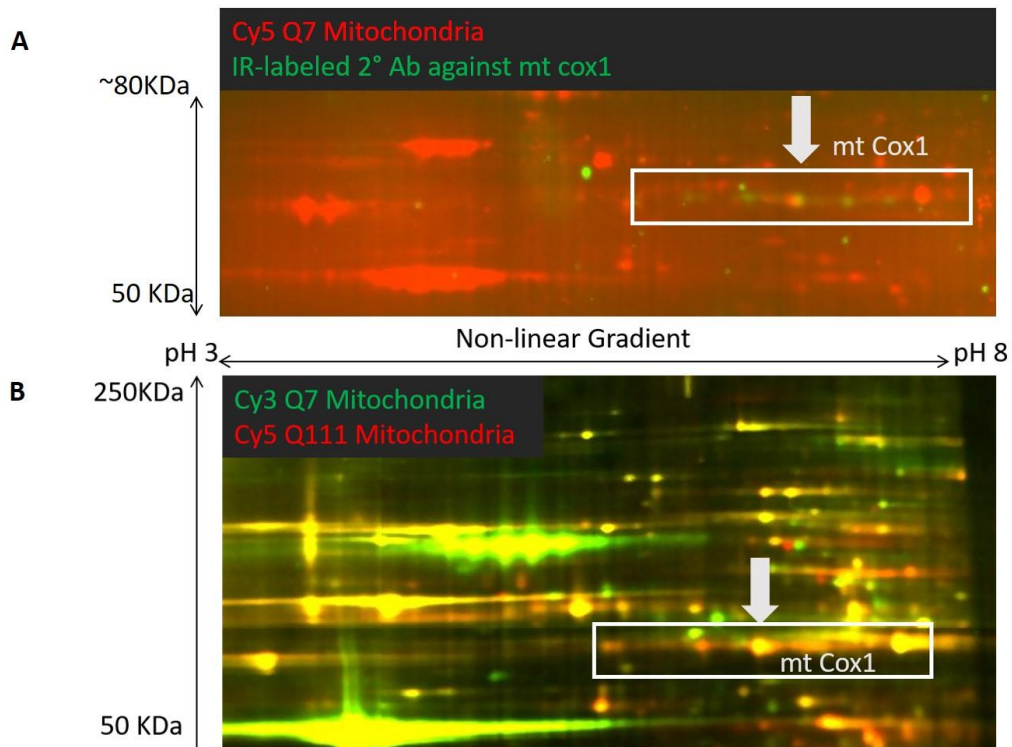 A
Cy5 Q7 Mitochondria
IR-labeled 2° Ab against mt cox1
~80KDa
mt Cox1
50 KDa
Non-linear Gradient
pH 3
pH 8
B
250KDa
Cy3 Q7 Mitochondria
Cy5 Q111 Mitochondria
mt Cox1
50 KDa